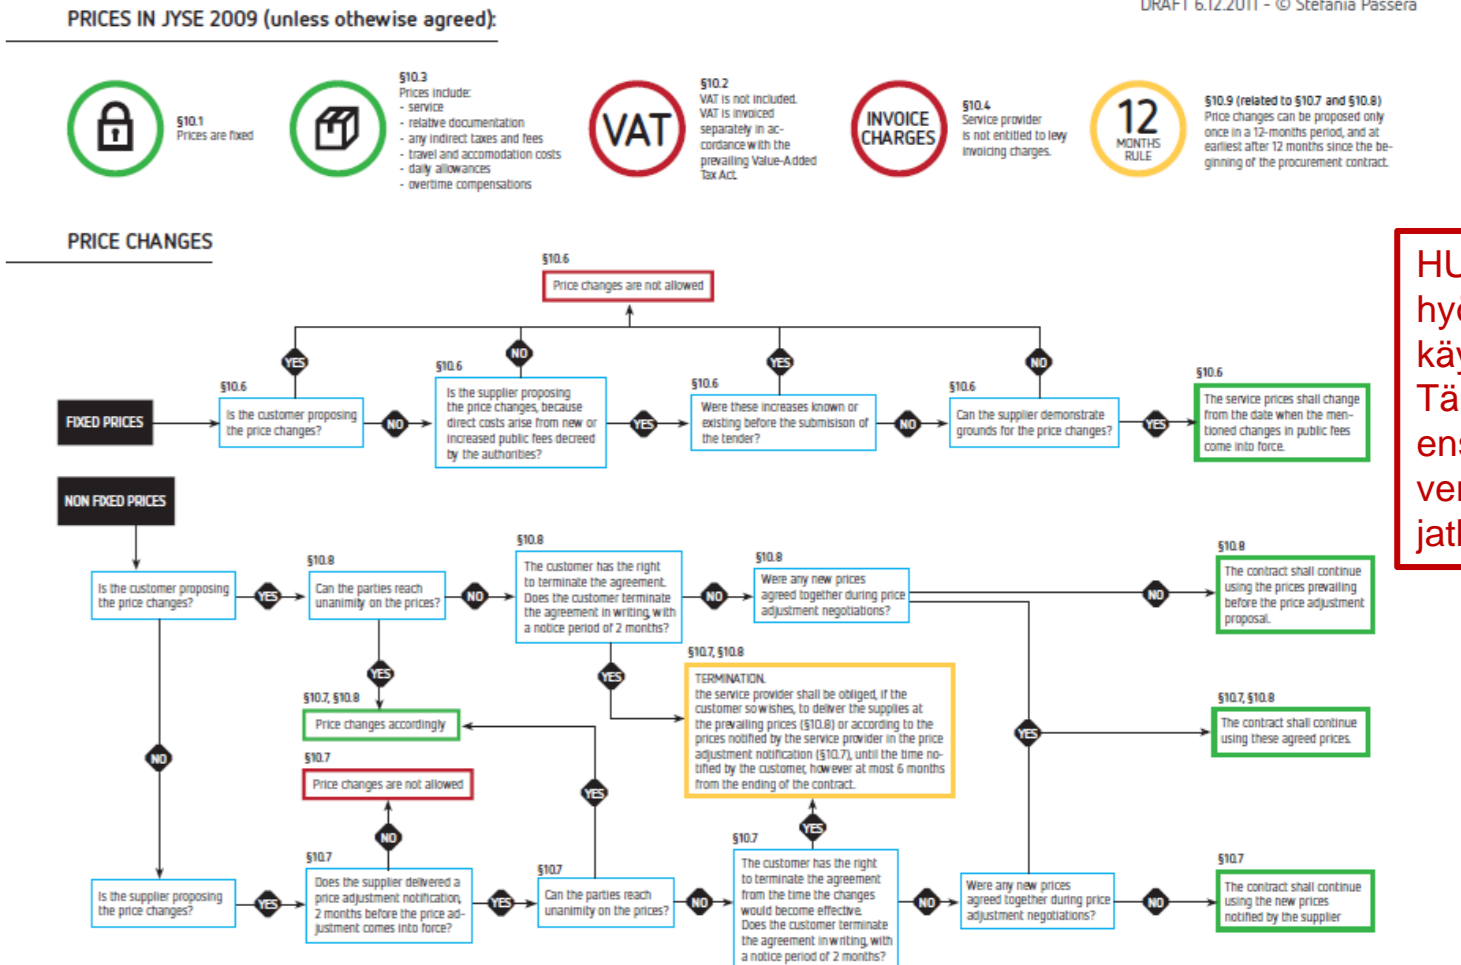 DRAFT 6.12.2011 - © Stefania Passera
PRICES IN JYSE 2009 (unless othewise agreed):
§10.1
Prices are fixed
§10.3
Prices include:
- service
- relative documentation
- any indirect taxes and fees
- travel and accomodation costs
- daily allowances
- overtime compensations
VAT
§10.2
VAT is not included.
VAT is invoiced
separately in ac-
cordance with the
prevailing Value-Added
Tax Act.
INVOICE
CHARGES
§10.4
Service provider
is not entitled to levy
invoicing charges.
12
MONTHS
RULE
§10.9 (related to §10.7 and §10.8)
Price changes can be proposed only
once in a 12-months period, and at
earliest after 12 months since the be-
ginning of the procurement contract.
PRICE CHANGES
§10.6
Price changes are not allowed
YES
NO
YES
NO
FIXED PRICES
§10.6
Is the customer proposing
the price changes?
NO
§10.6
Is the supplier proposing
the price changes, because
direct costs arise from new or
increased public fees decreed
by the authorities?
YES
§10.6
Were these increases known or
existing before the submisison of
the tender?
NO
§10.6
Can the supplier demonstrate
grounds for the price changes?
YES
§10.6
The service prices shall change
from the date when the men-
tioned changes in public fees
come into force.
NON FIXED PRICES
Is the customer proposing
the price changes?
YES
§10.8
Can the parties reach
unanimity on the prices?
NO
§10.8
The customer has the right
to terminate the agreement.
Does the customer terminate
the agreement in writing, with
a notice period of 2 months?
NO
§10.8
Were any new prices
agreed together during price
adjustment negotiations?
NO
§10.8
The contract shall continue
using the prices prevailing
before the price adjustment
proposal.
YES
YES
§10.7, §10.8
Price changes accordingly
§10.7, §10.8
TERMINATION.
the service provider shall be obliged, if the
customer so wishes, to deliver the supplies at
the prevailing prices (§10.8) or according to the
prices notified by the service provider in the price
adjustment notification (§10.7), until the time no-
tified by the customer, however at most 6 months
from the ending of the contract.
YES
§10.7, §10.8
The contract shall continue
using these agreed prices.
NO
§10.7
Price changes are not allowed
YES
NO
YES
Is the supplier proposing
the price changes?
YES
§10.7
Does the supplier delivered a
price adjustment notification,
2 months before the price ad-
justment comes into force?
YES
§10.7
Can the parties reach
unanimity on the prices?
NO
§10.7
The customer has the right
to terminate the agreement
from the time the changes
would become effective.
Does the customer terminate
the agreement in writing, with
a notice period of 2 months?
NO
Were any new prices
agreed together during price
adjustment negotiations?
NO
§10.7
The contract shall continue
using the new prices
notified by the supplier